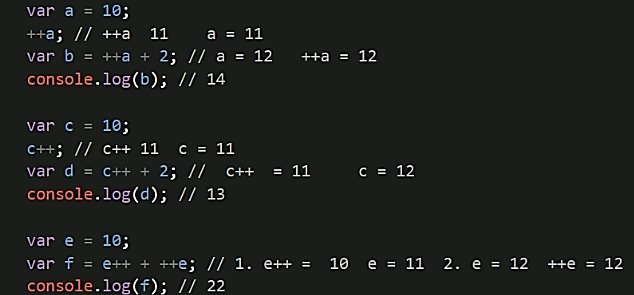 var a = 10;
++a; // ++a  11    a = 11
var b = ++a + 2; // a = 12   ++a = 12
console.log(b); // 14
var c = 10;
c++; // c++ 11  c = 11
var d = c++ + 2; //  c++  = 11     c = 12
console.log(d); // 13
var e = 10;
var f = e++ + ++e; // 1. e++ =  10  e = 11  2. e = 12  ++e = 12
console.log(f); // 22